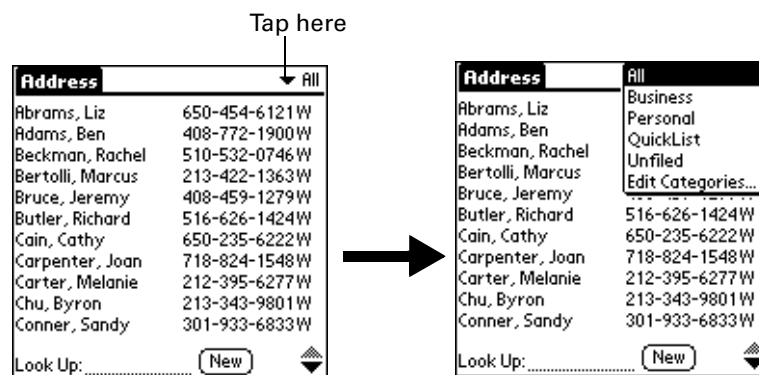 Tap here
Address All
Abrams, Liz 650-454-6121W
Adams, Ben 408-772-1900W
Beckman, Rachel 510-532-0746W
Bertolli, Marcus 213-422-1363W
Bruce, Jeremy 408-459-1279W
Butler, Richard 516-626-1424W
Cain, Cathy 650-235-6222W
Carpenter, Joan 718-824-1548W
Carter, Melanie 212-395-6277W
Chu, Byron 213-343-9801W
Conner, Sandy 301-933-6833W
Look Up: New
Address All
Abrams, Liz Business
Adams, Ben Personal
Beckman, Rachel QuickList
Bertolli, Marcus Unfiled
Bruce, Jeremy Edit Categories...
Butler, Richard 516-626-1424W
Cain, Cathy 650-235-6222W
Carpenter, Joan 718-824-1548W
Carter, Melanie 212-395-6277W
Chu, Byron 213-343-9801W
Conner, Sandy 301-933-6833W
Look Up: New